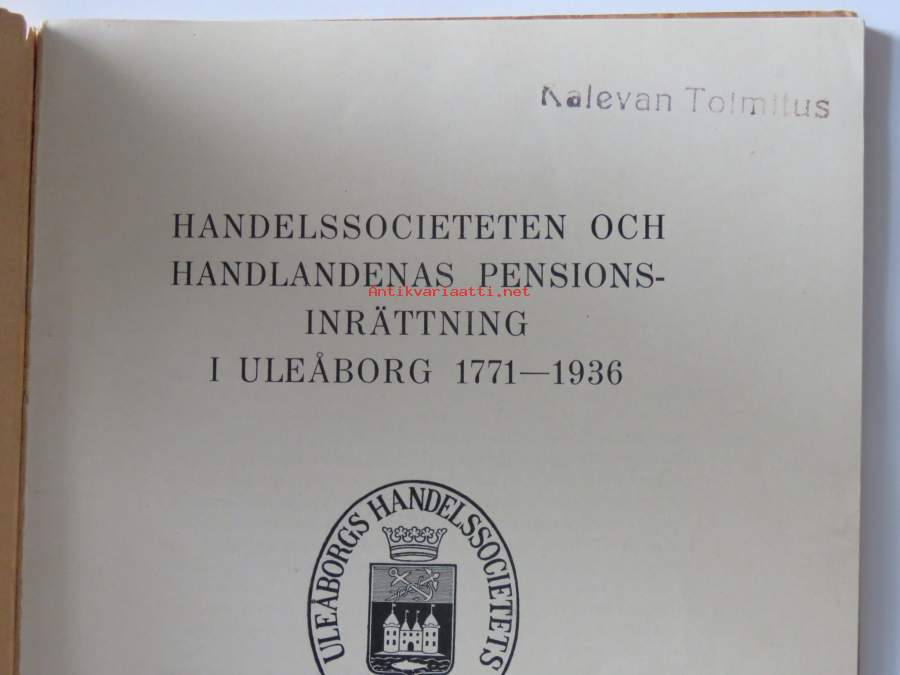 Kalevan Toimitus
HANDELSSOCIETETEN OCH
HANDLANDENAS PENSIONS-
Antikvariaatti.net
INRÄTTNING
I ULEÅBORG 1771—1936
ULEÅBORGS HANDELSSOCIETETS